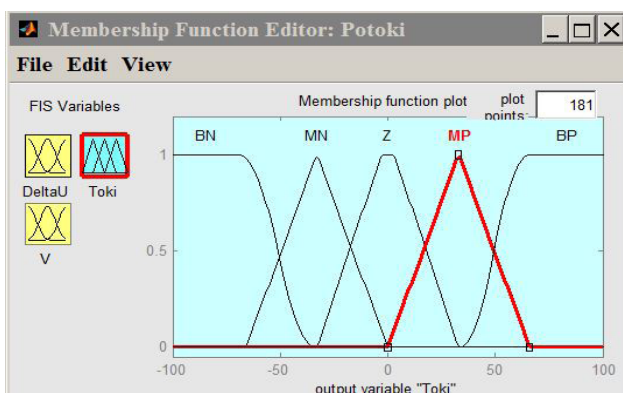 Membership Function Editor: Potoki
File Edit View
FIS Variables
Membership function plot
plot points:
181
BN MN Z MP BP
DeltaU Toki
V
1
0.5
0
-100 -50 0 50 100
output variable "Toki"